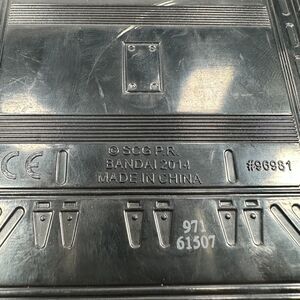 © SCG P.R.
BANDAI 2014
MADE IN CHINA
CE
#96981
971
61507